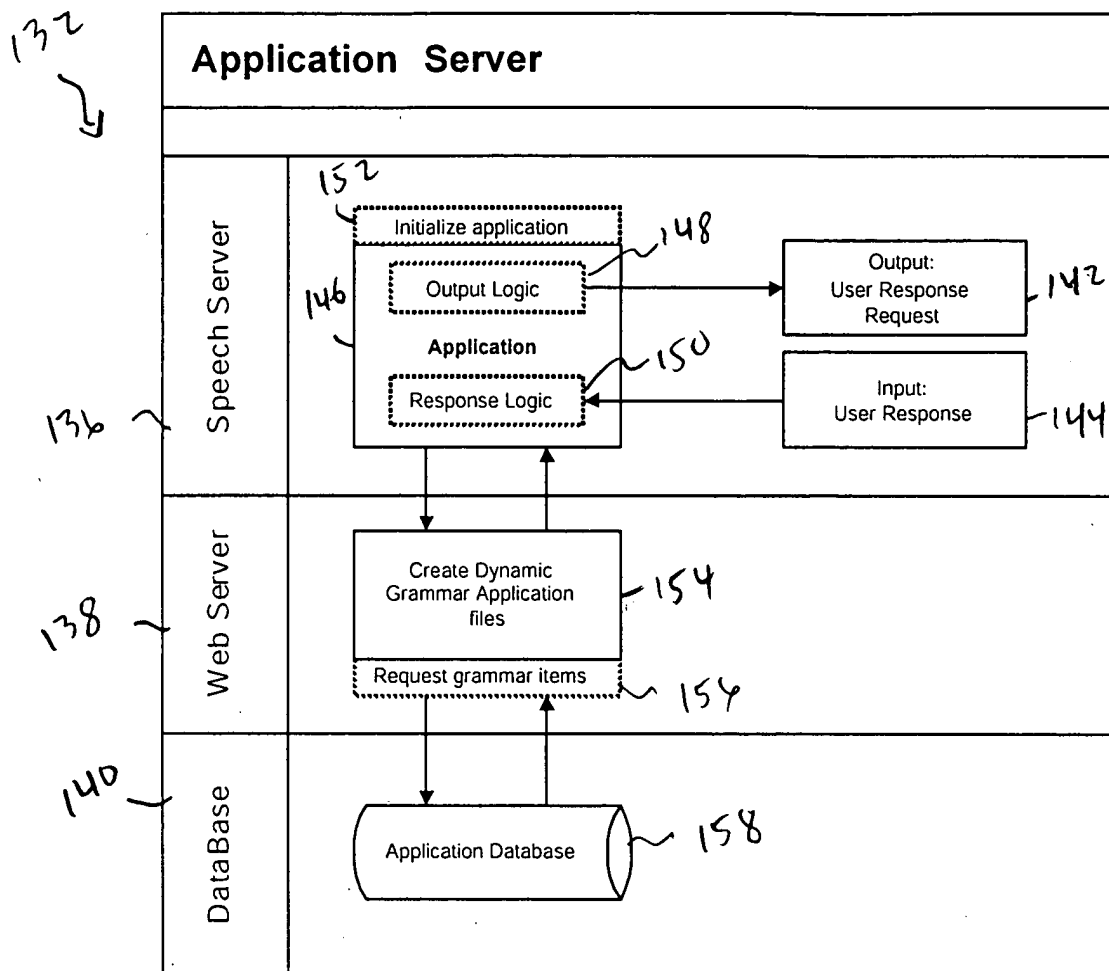 132
Application Server
152
Initialize application
148
Output Logic
Output:
User Response
Request
142
146
Application
150
Response Logic
Input:
User Response
144
Speech Server
136
Create Dynamic
Grammar Application
files
154
Request grammar items
156
Web Server
138
140
Application Database
158
DataBase